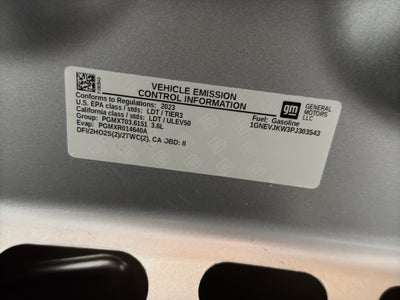 VEHICLE EMISSION
CONTROL INFORMATION
Conforms to Regulations: 2023
U.S. EPA class / stds: LDT / TIER3
California class / stds: LDT / ULEV50
Group: PGMXT03.6151 3.6L
Evap: PGMXR014640A
DFI/2HO2S(2)/2TWC(2), CA OBD: II
gm
GENERAL
MOTORS
LLC
Fuel: Gasoline
1GNEVJKW3PJ303543